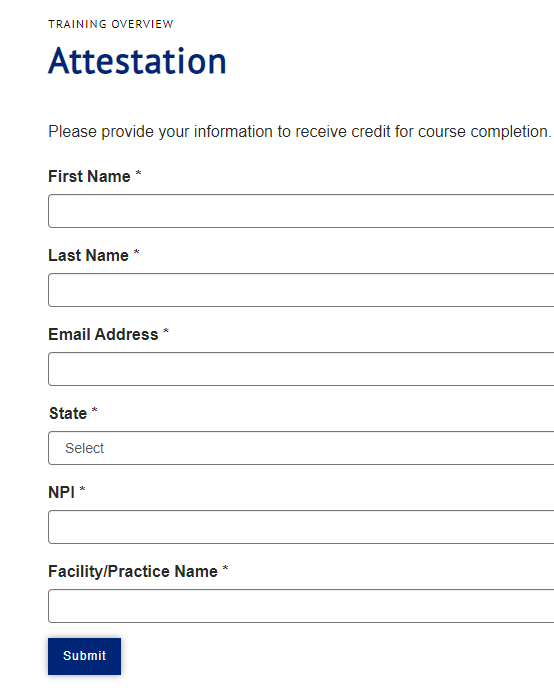 TRAINING OVERVIEW
Attestation
Please provide your information to receive credit for course completion.
First Name *
Last Name *
Email Address *
State *
Select
NPI *
Facility/Practice Name *
Submit